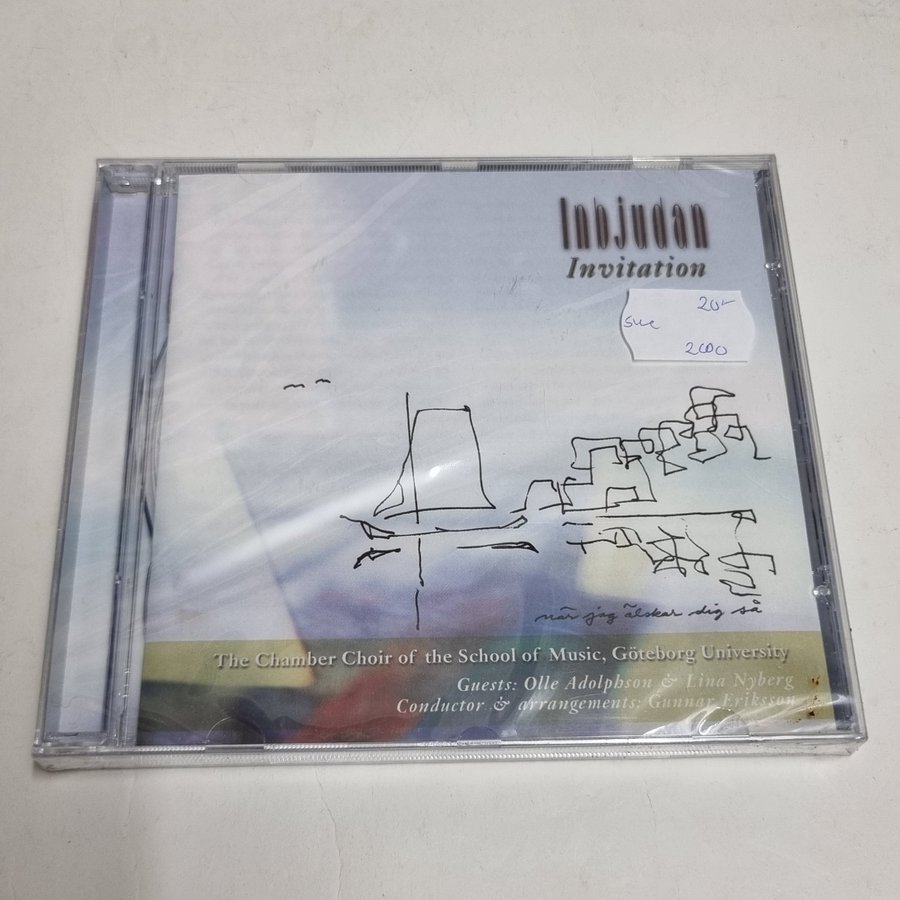 Inbjudan
Invitation
20:-
SWE
2000
när jag älskar dig så
The Chamber Choir of the School of Music, Göteborg University
Guests: Olle Adolphson & Lina Nyberg
Conductor & arrangements: Gunnar Eriksson